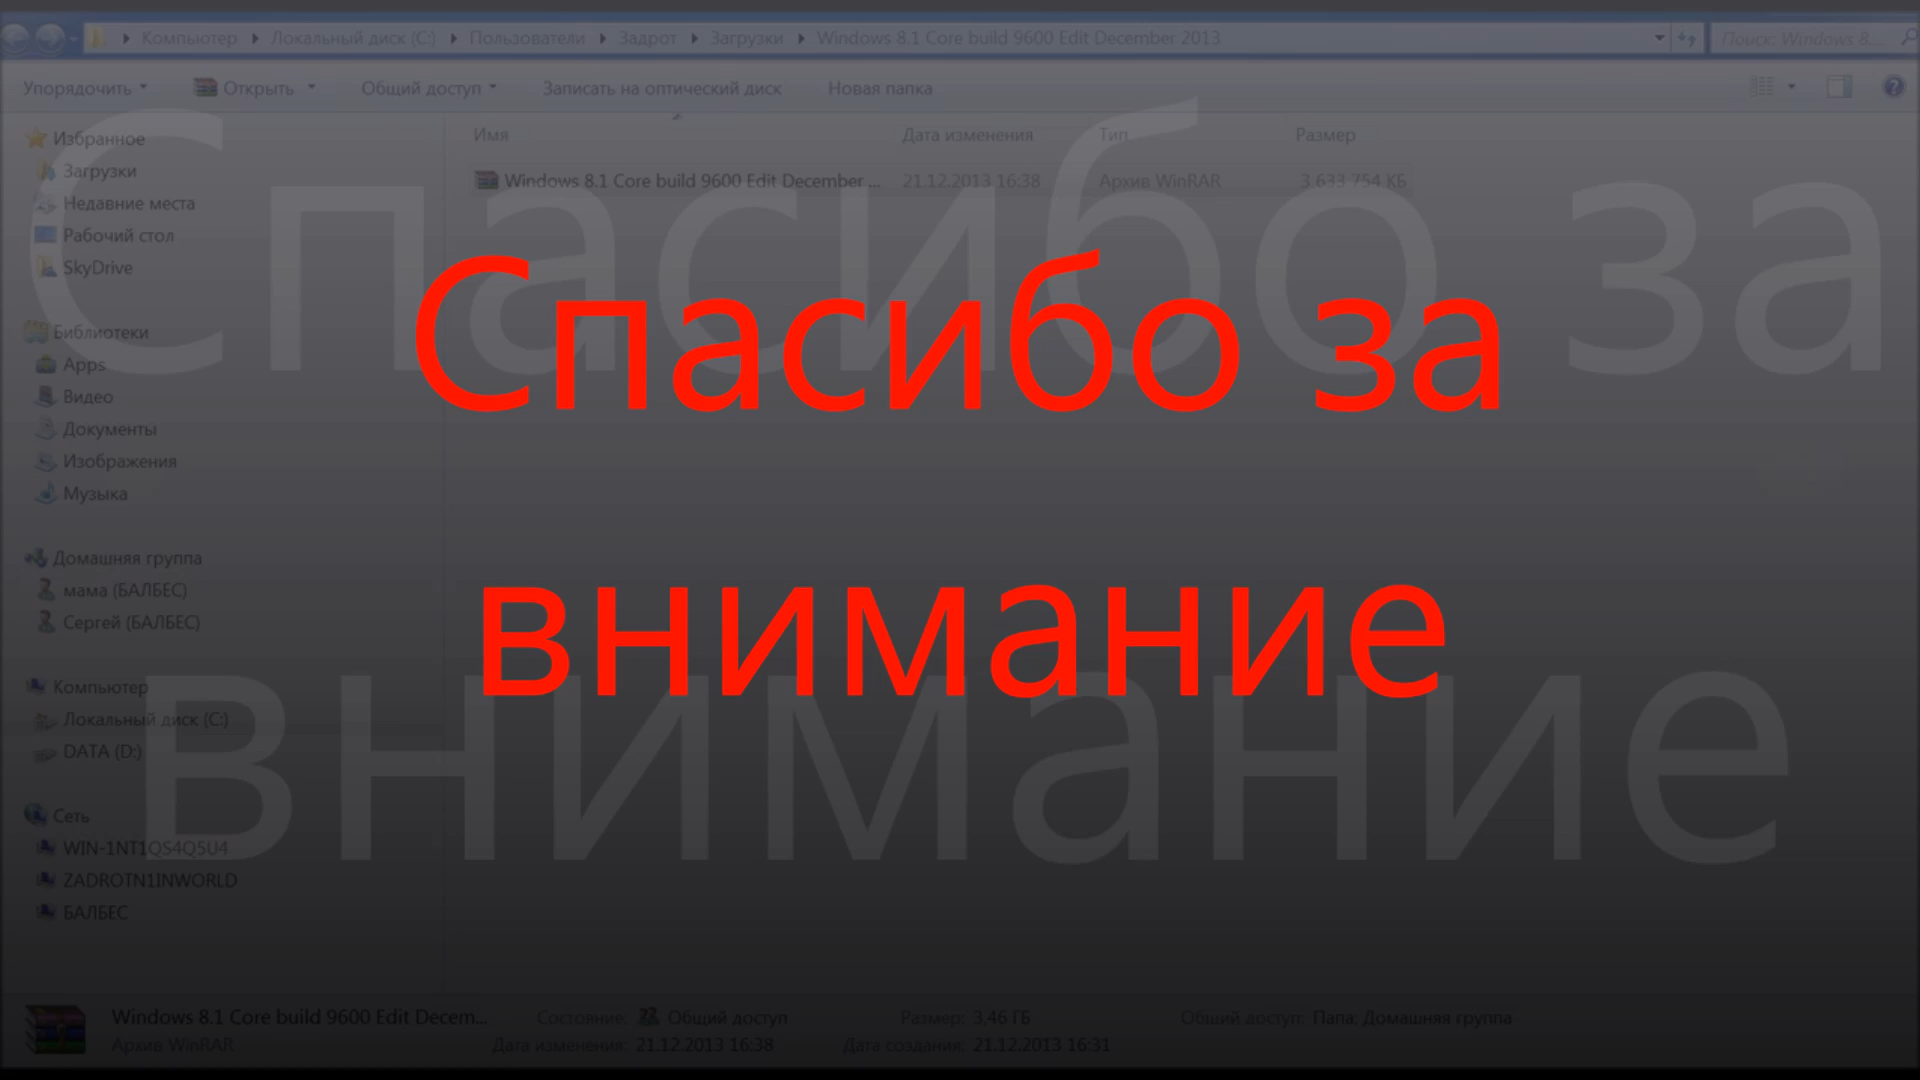 Компьютер ▸ Локальный диск (C:) ▸ Пользователи ▸ Задрот ▸ Загрузки ▸ Windows 8.1 Core build 9600 Edit December 2013 Поиск: Windows 8....
Упорядочить Открыть Общий доступ Записать на оптический диск Новая папка
Имя Дата изменения Тип Размер
Windows 8.1 Core build 9600 Edit December ... 21.12.2013 16:38 Архив WinRAR 3 633 754 КБ
Избранное
Загрузки
Недавние места
Рабочий стол
SkyDrive
Библиотеки
Apps
Видео
Документы
Изображения
Музыка
Домашняя группа
мама (БАЛБЕС)
Сергей (БАЛБЕС)
Компьютер
Локальный диск (C:)
DATA (D:)
Сеть
WIN-1NT1QS4Q5U4
ZADROTN1INWORLD
БАЛБЕС
Спасибо за
внимание
Спасибо за
внимание
Windows 8.1 Core build 9600 Edit Decem... Состояние: Общий доступ Размер: 3,46 ГБ Общий доступ: Папа; Домашняя группа
Архив WinRAR Дата изменения: 21.12.2013 16:38 Дата создания: 21.12.2013 16:31